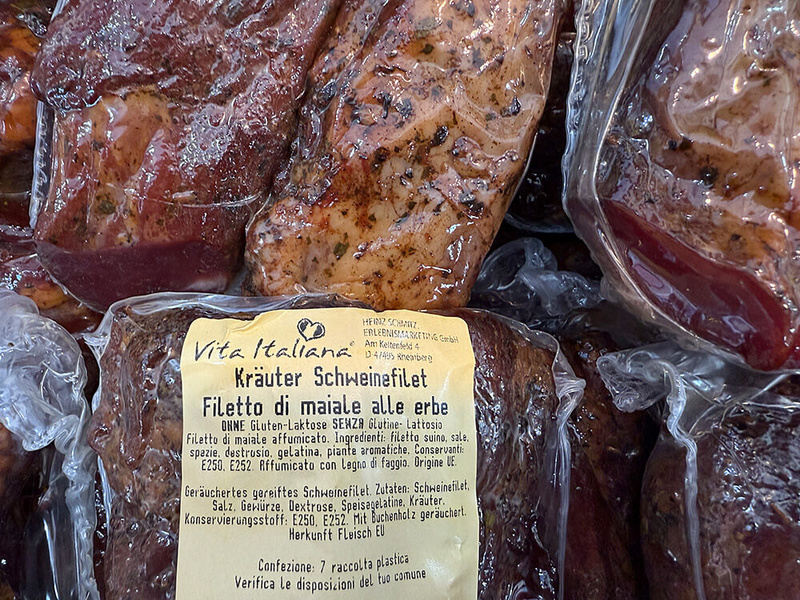 Vita Italiana®
HEINZ SCHMITZ
ERLEBNISMARKETING GmbH
Am Keltenfeld 4
D 47495 Rheinberg
Kräuter Schweinefilet
Filetto di maiale alle erbe
OHNE Gluten-Laktose SENZA Glutine- Lattosio
Filetto di maiale affumicato. Ingredienti: filetto suino, sale,
spezie, destrosio, gelatina, piante aromatiche. Conservanti:
E250, E252. Affumicato con legno di faggio. Origine UE.
Geräuchertes gereiftes Schweinefilet. Zutaten: Schweinefilet,
Salz, Gewürze, Dextrose, Speisegelatine, Kräuter.
Konservierungsstoff: E250, E252. Mit Buchenholz geräuchert.
Herkunft Fleisch EU
Confezione: 7 raccolta plastica
Verifica le disposizioni del tuo comune